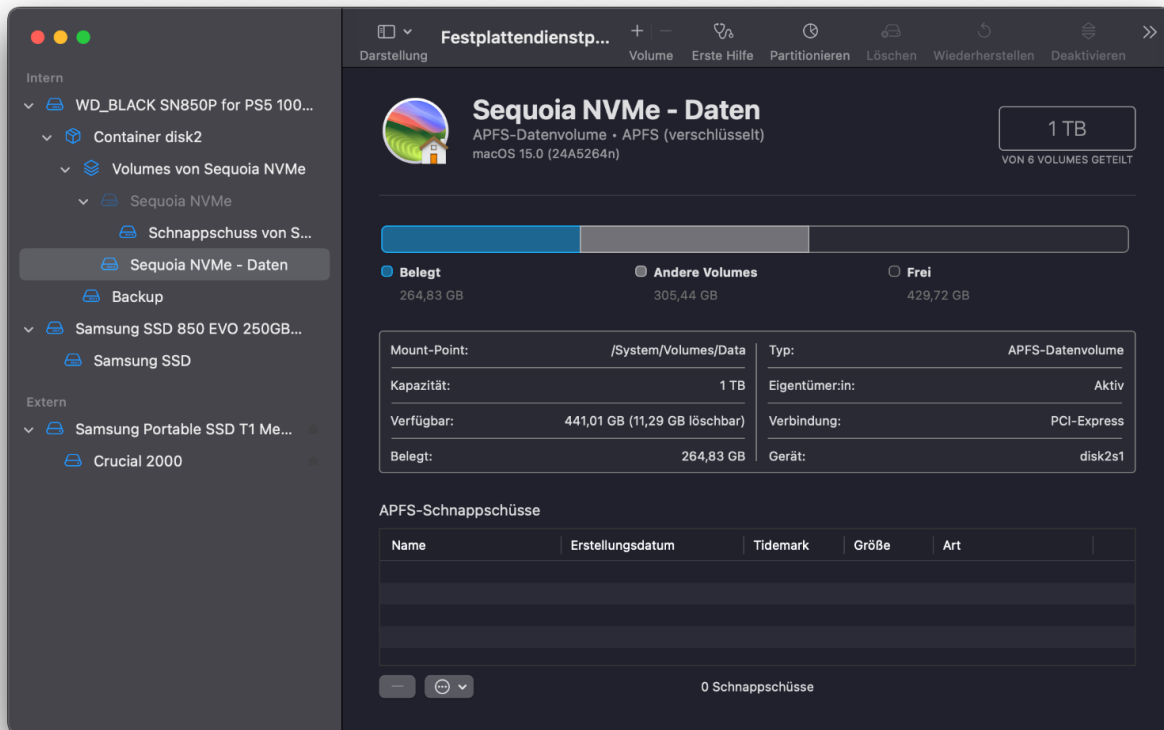 Festplattendienstp...
Darstellung
Volume
Erste Hilfe
Partitionieren
Löschen
Wiederherstellen
Deaktivieren
Intern
WD_BLACK SN850P for PS5 100...
Container disk2
Volumes von Sequoia NVMe
Sequoia NVMe
Schnappschuss von S...
Sequoia NVMe - Daten
Backup
Samsung SSD 850 EVO 250GB...
Samsung SSD
Extern
Samsung Portable SSD T1 Me...
Crucial 2000
Sequoia NVMe - Daten
APFS-Datenvolume • APFS (verschlüsselt)
macOS 15.0 (24A5264n)
1 TB
VON 6 VOLUMES GETEILT
Belegt
264,83 GB
Andere Volumes
305,44 GB
Frei
429,72 GB
Mount-Point: /System/Volumes/Data
Kapazität: 1 TB
Verfügbar: 441,01 GB (11,29 GB löschbar)
Belegt: 264,83 GB
Typ: APFS-Datenvolume
Eigentümer:in: Aktiv
Verbindung: PCI-Express
Gerät: disk2s1
APFS-Schnappschüsse
Name Erstellungsdatum Tidemark Größe Art
0 Schnappschüsse